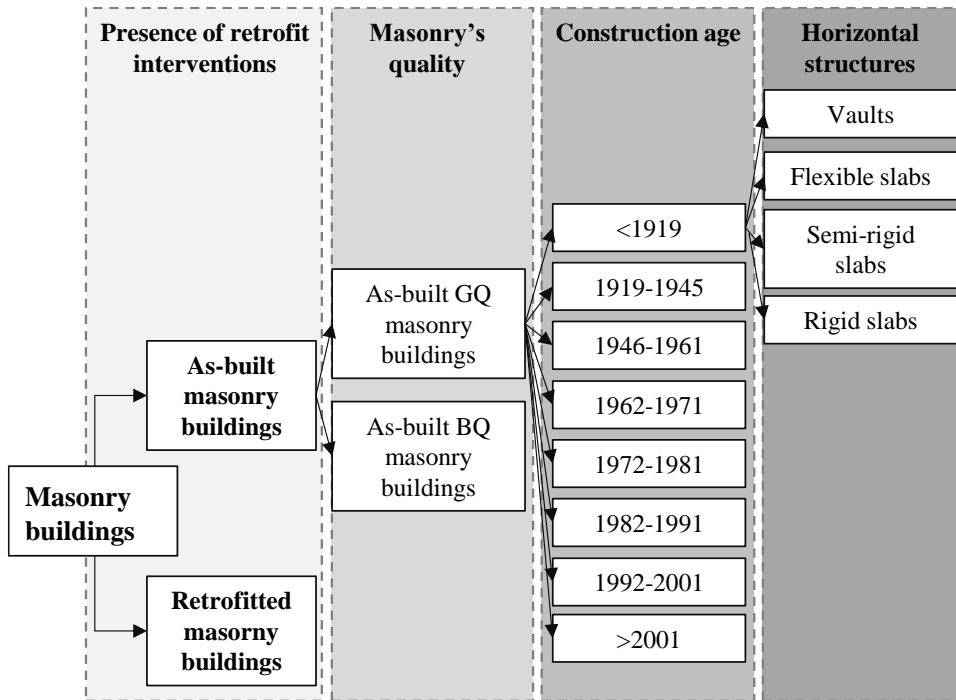 Presence of retrofit
interventions
Masonry's
quality
Construction age
Horizontal
structures
Masonry
buildings
As-built
masonry
buildings
Retrofitted
masorny
buildings
As-built GQ
masonry
buildings
As-built BQ
masonry
buildings
<1919
1919-1945
1946-1961
1962-1971
1972-1981
1982-1991
1992-2001
>2001
Vaults
Flexible slabs
Semi-rigid
slabs
Rigid slabs